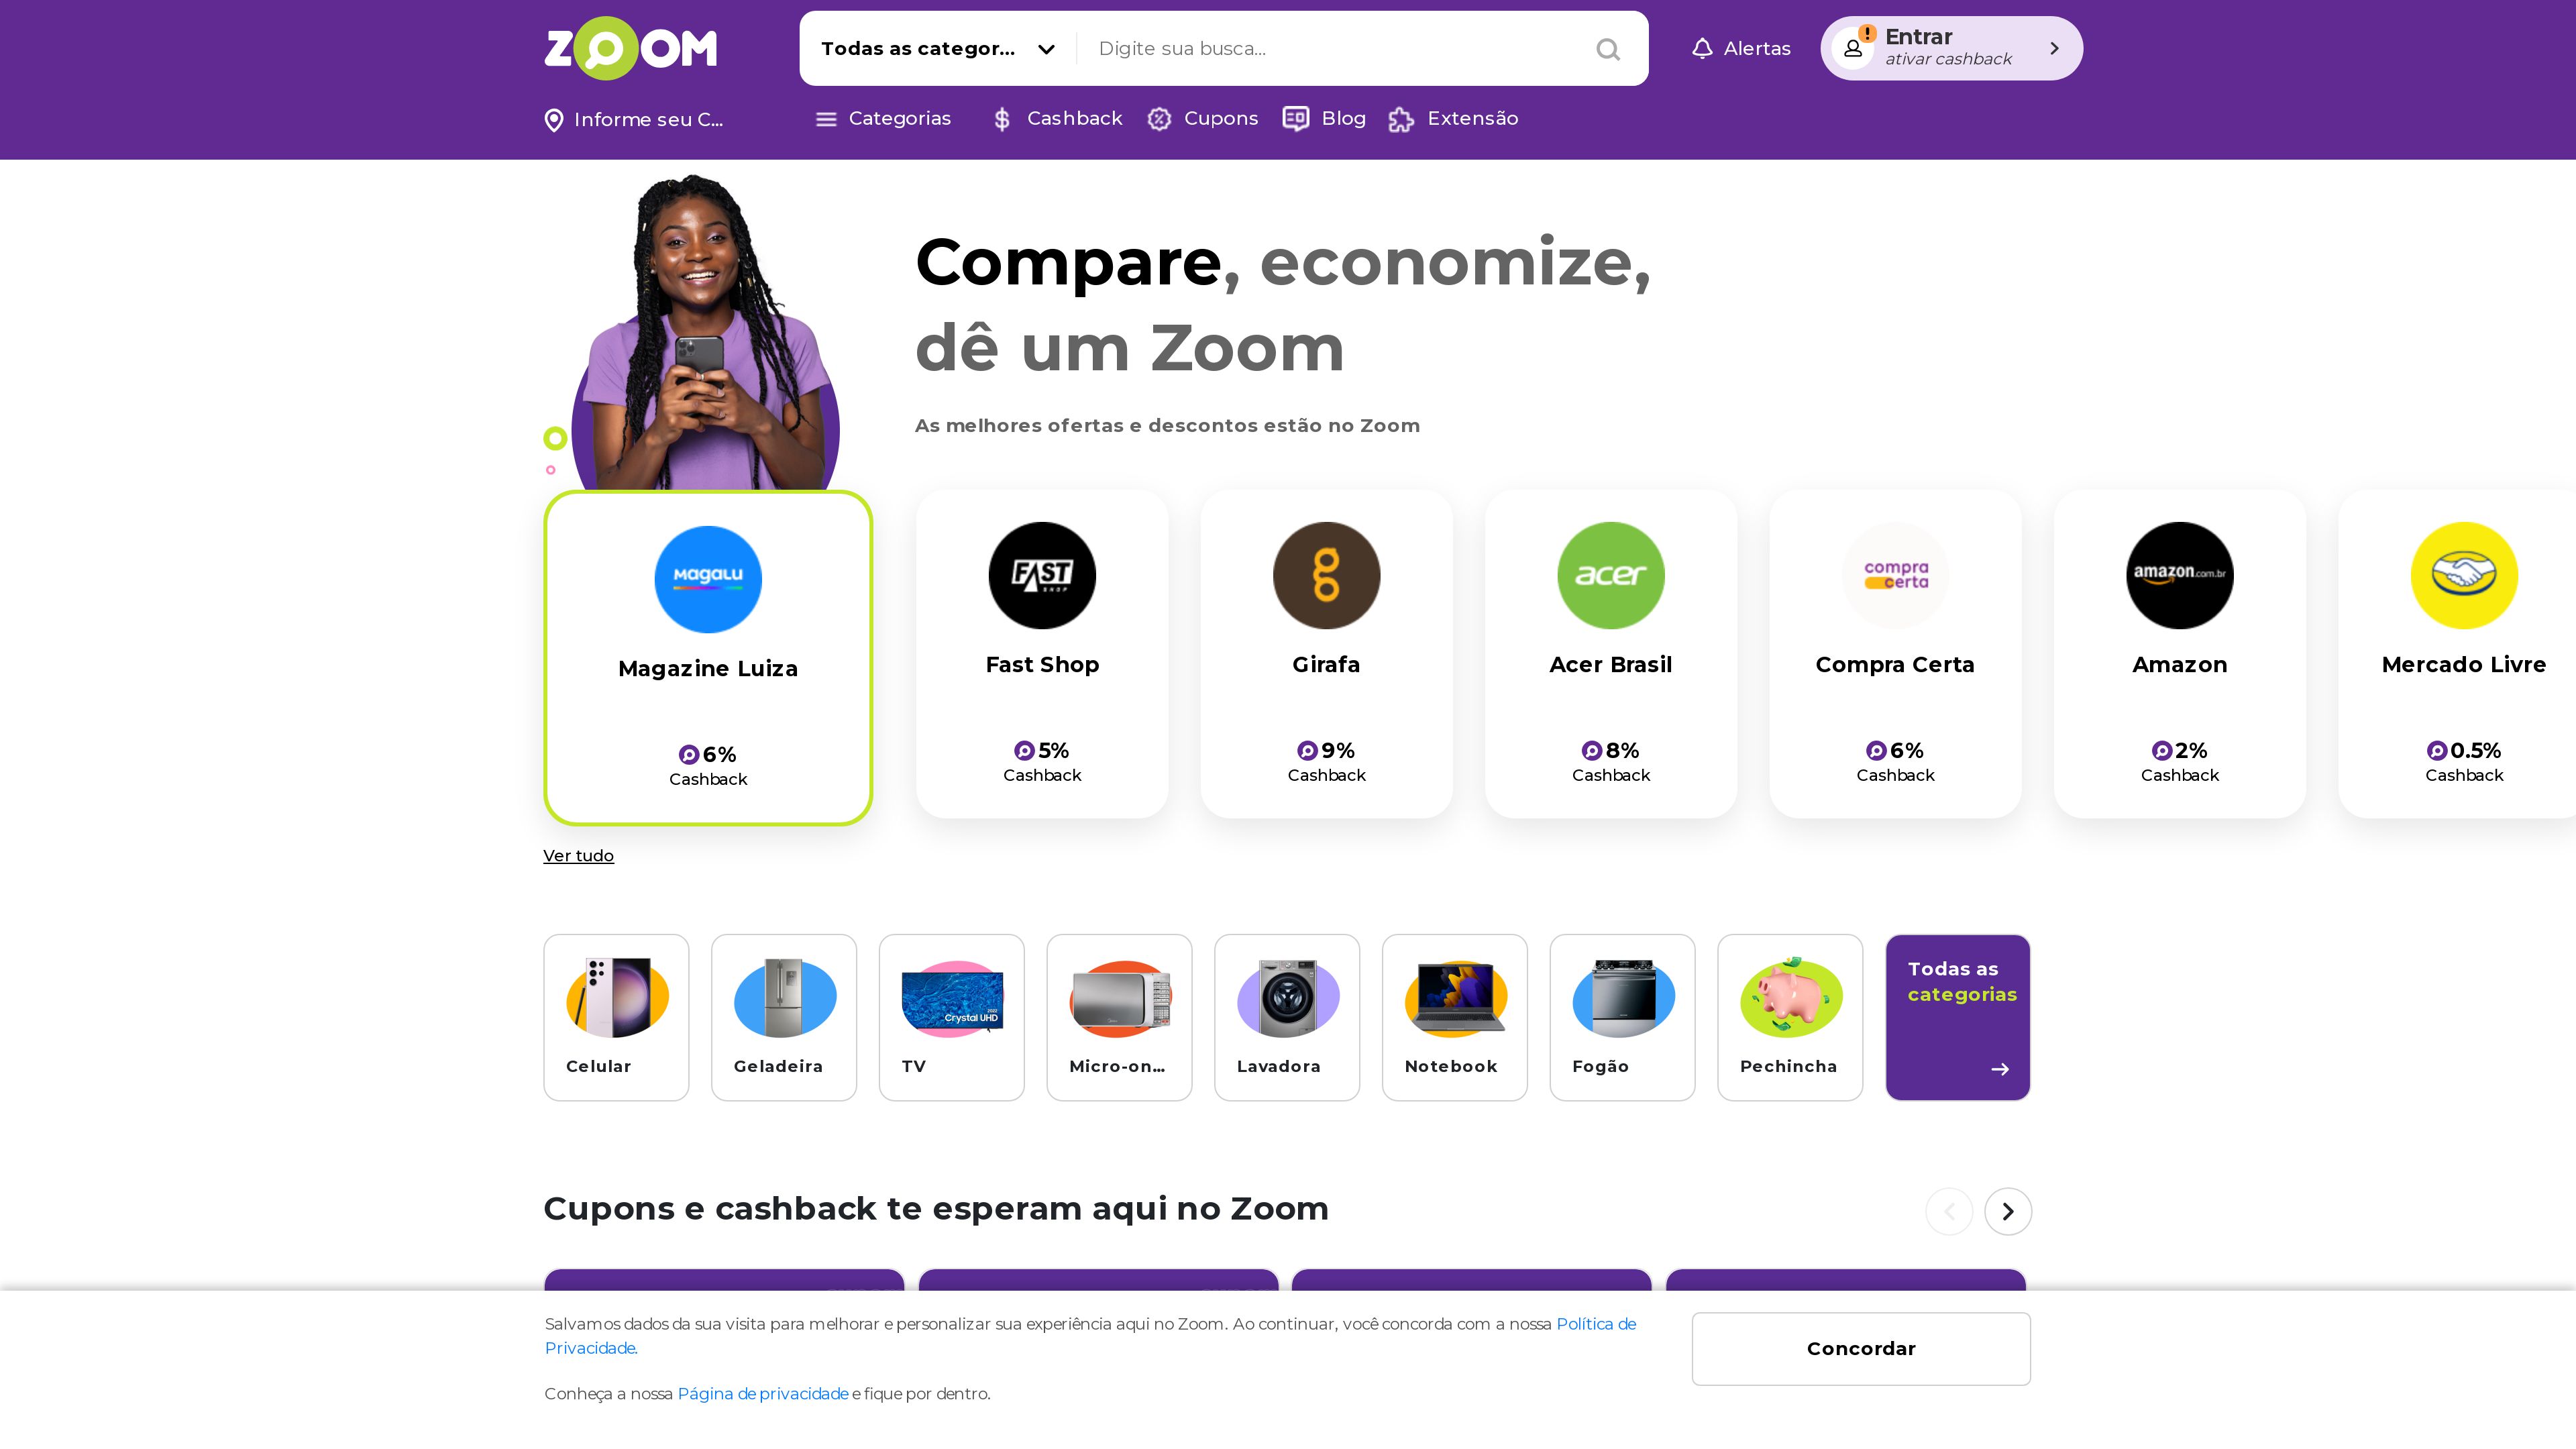 ZOOM
Todas as categor...
Digite sua busca...
Alertas
Entrar
ativar cashback
Informe seu C...
Categorias
Cashback
Cupons
Blog
Extensão
Compare, economize,
dê um Zoom
As melhores ofertas e descontos estão no Zoom
Magalu
Magazine Luiza
6%
Cashback
FAST
SHOP
Fast Shop
5%
Cashback
Girafa
9%
Cashback
acer
Acer Brasil
8%
Cashback
compra
certa
Compra Certa
6%
Cashback
amazon.com.br
Amazon
2%
Cashback
Mercado Livre
0.5%
Cashback
Ver tudo
Celular
Geladeira
2022
Crystal UHD
TV
Micro-on...
Lavadora
Notebook
Fogão
Pechincha
Todas as
categorias
Cupons e cashback te esperam aqui no Zoom
Salvamos dados da sua visita para melhorar e personalizar sua experiência aqui no Zoom. Ao continuar, você concorda com a nossa Política de
Privacidade.
Conheça a nossa Página de privacidade e fique por dentro.
Concordar